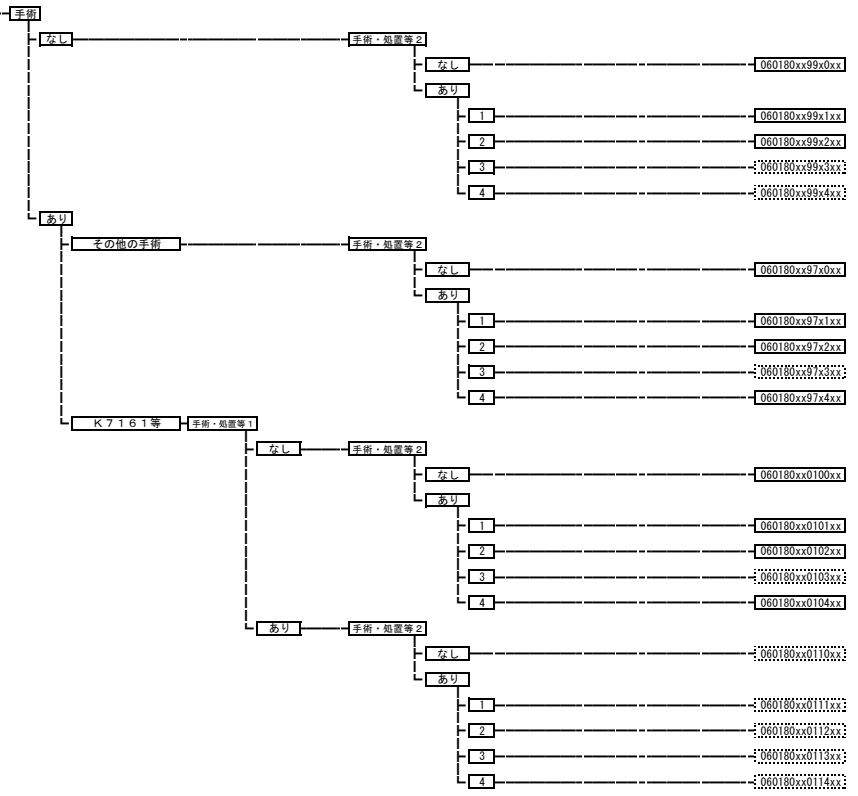 手術
なし 手術・処置等2
なし 060180xx99x0xx
あり
1 060180xx99x1xx
2 060180xx99x2xx
3 060180xx99x3xx
4 060180xx99x4xx
あり
その他の手術 手術・処置等2
なし 060180xx97x0xx
あり
1 060180xx97x1xx
2 060180xx97x2xx
3 060180xx97x3xx
4 060180xx97x4xx
K7161等 手術・処置等1
なし 手術・処置等2
なし 060180xx0100xx
あり
1 060180xx0101xx
2 060180xx0102xx
3 060180xx0103xx
4 060180xx0104xx
あり 手術・処置等2
なし 060180xx0110xx
あり
1 060180xx0111xx
2 060180xx0112xx
3 060180xx0113xx
4 060180xx0114xx